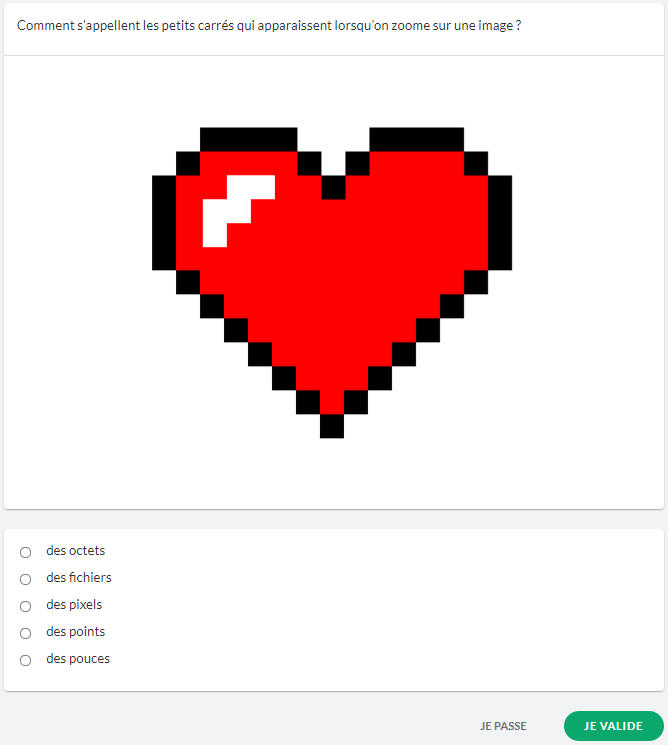 Comment s'appellent les petits carrés qui apparaissent lorsqu'on zoome sur une image ?
des octets
des fichiers
des pixels
des points
des pouces
JE PASSE
JE VALIDE